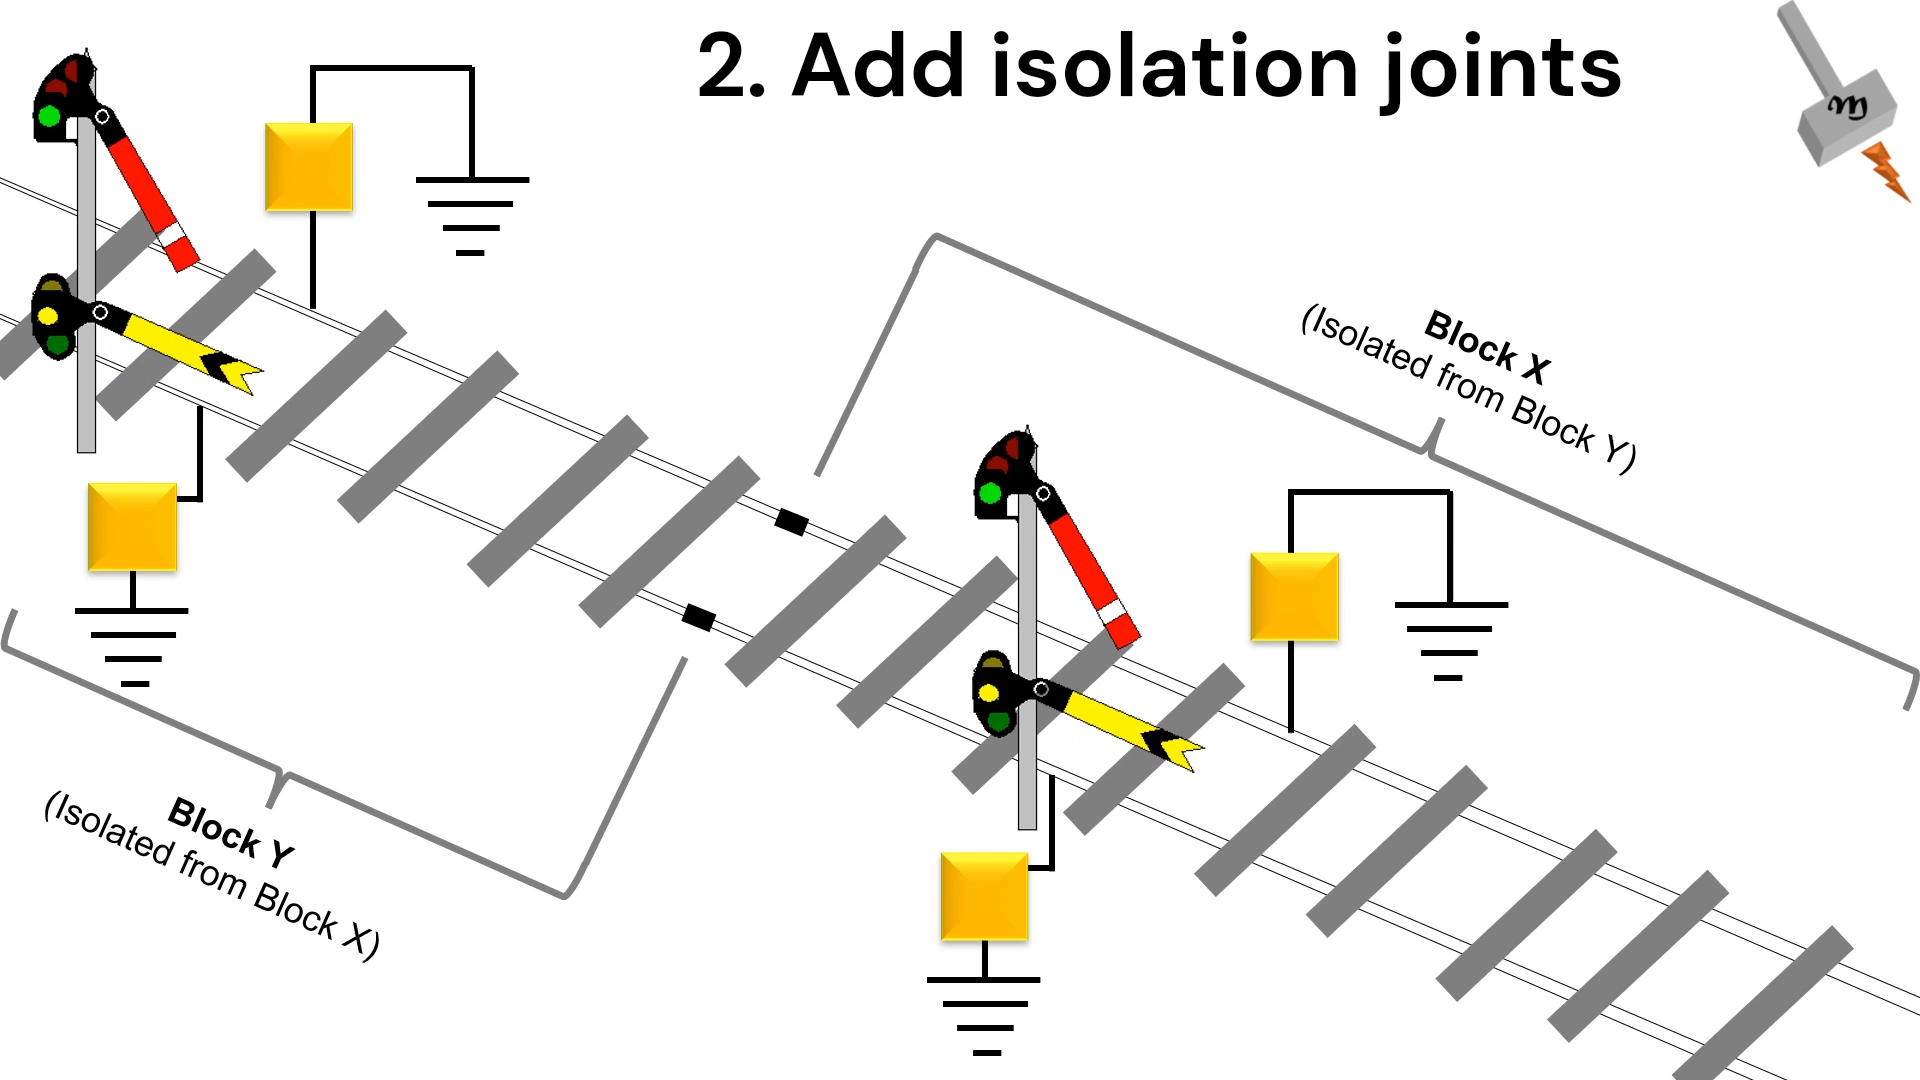 2. Add isolation joints
m
Block X
(Isolated from Block Y)
Block Y
(Isolated from Block X)